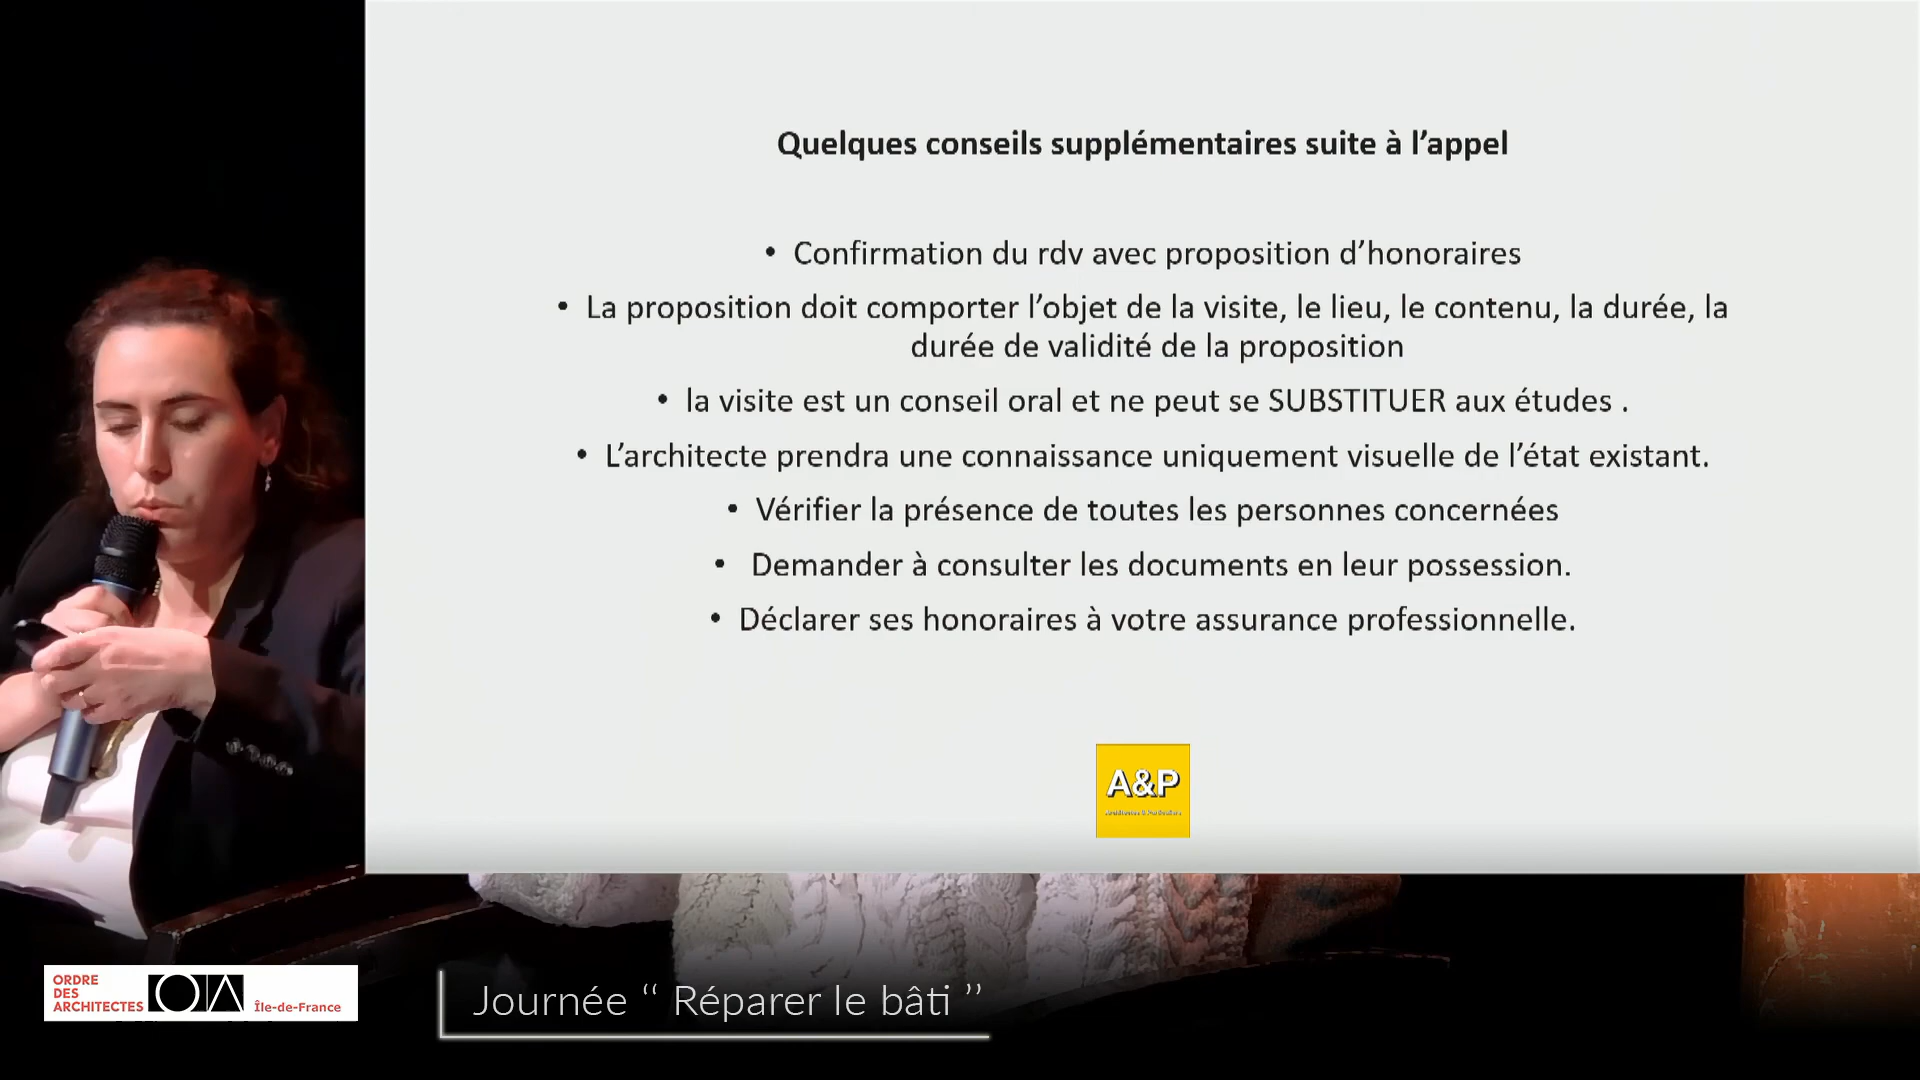 Quelques conseils supplémentaires suite à l’appel
• Confirmation du rdv avec proposition d’honoraires
• La proposition doit comporter l’objet de la visite, le lieu, le contenu, la durée, la
durée de validité de la proposition
• la visite est un conseil oral et ne peut se SUBSTITUER aux études .
• L’architecte prendra une connaissance uniquement visuelle de l’état existant.
• Vérifier la présence de toutes les personnes concernées
• Demander à consulter les documents en leur possession.
• Déclarer ses honoraires à votre assurance professionnelle.
A&P
Architectes & Particuliers
ORDRE
DES
ARCHITECTES
Île-de-France
Journée “ Réparer le bâti ”